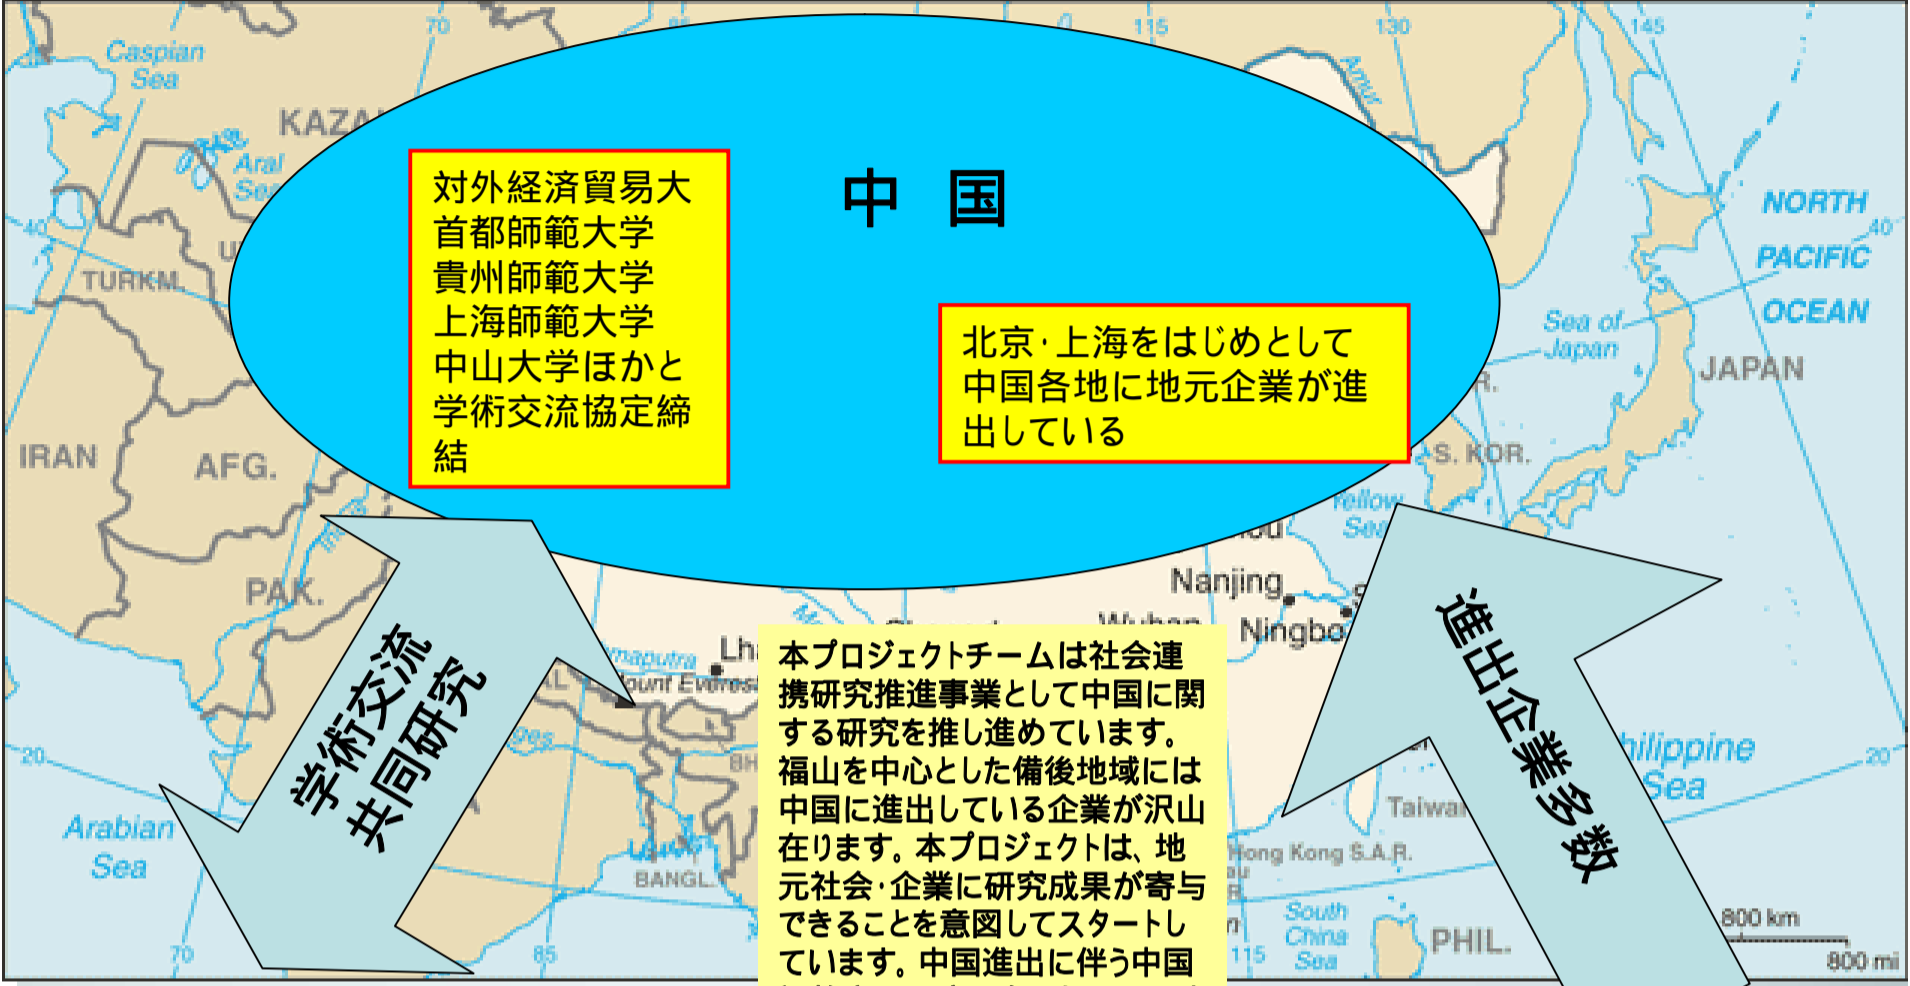 70
115
130
145
Caspian
Sea
Amur
KAZA
Aral
Sea
中 国
対外経済貿易大
首都師範大学
貴州師範大学
上海師範大学
中山大学ほかと
学術交流協定締
結
北京・上海をはじめとして
中国各地に地元企業が進
出している
NORTH
PACIFIC
OCEAN
40
40
TURKM.
Sea of
Japan
JAPAN
R.
IRAN
AFG.
S. KOR.
Yellow
Sea
PAK.
Nanjing
Ningbo
Wuhan
maputra
Mount Everest
学術交流
共同研究
進出企業多数
本プロジェクトチームは社会連
携研究推進事業として中国に関
する研究を推し進めています。
福山を中心とした備後地域には
中国に進出している企業が沢山
在ります。本プロジェクトは、地
元社会・企業に研究成果が寄与
できることを意図してスタートし
ています。中国進出に伴う中国
20
20
hilippine
Sea
Taiwan
Arabian
Sea
Hong Kong S.A.R.
BANGL.
South
China
Sea
PHIL.
800 km
800 mi
70
85
115